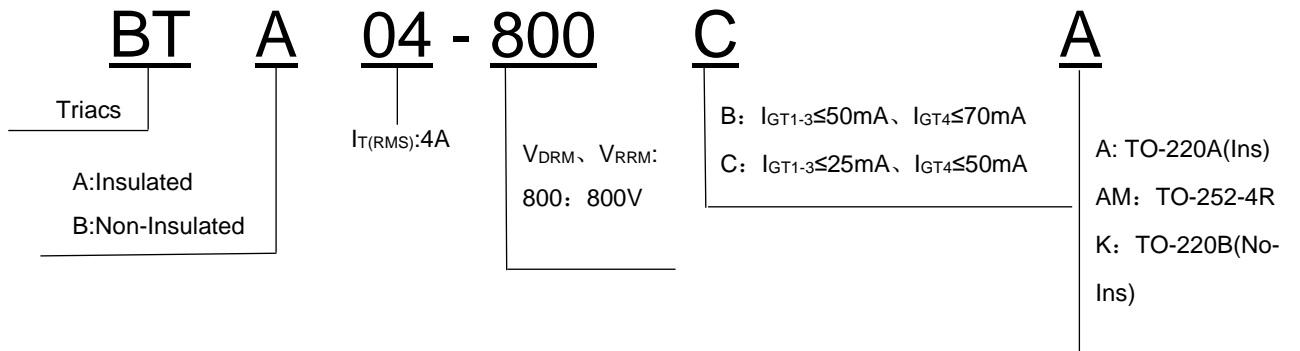 BT A 04 - 800 C A
Triacs
A:Insulated
B:Non-Insulated
IT(RMS):4A
VDRM、VRRM:
800：800V
B：IGT1-3≤50mA、IGT4≤70mA
C：IGT1-3≤25mA、IGT4≤50mA
A: TO-220A(Ins)
AM：TO-252-4R
K：TO-220B(No-
Ins)